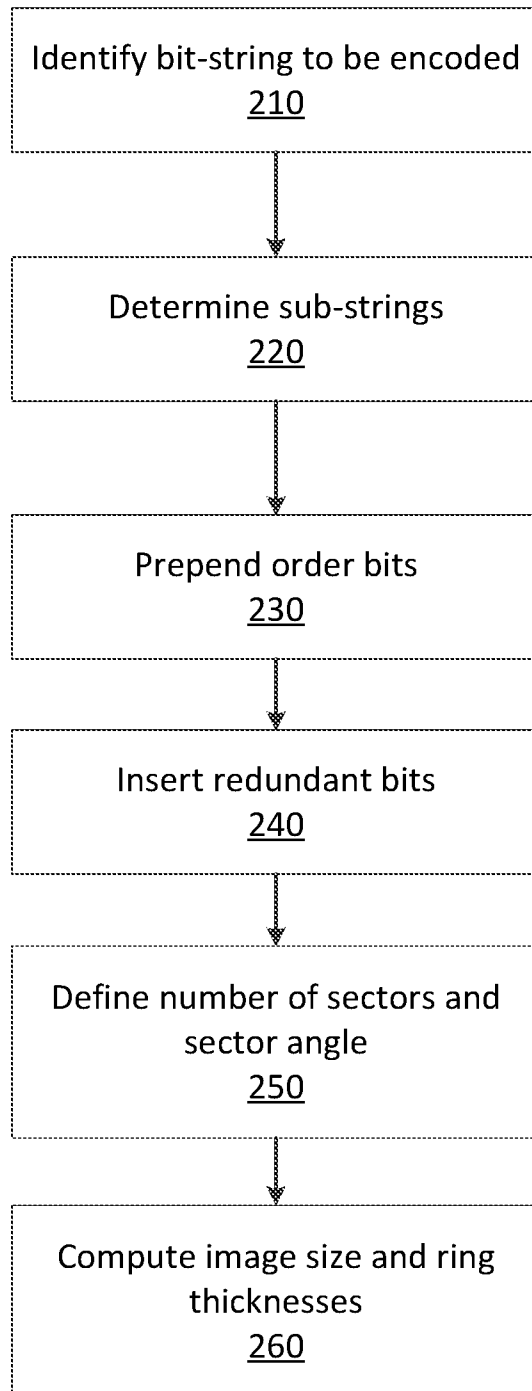 Identify bit-string to be encoded
210
Determine sub-strings
220
Prepend order bits
230
Insert redundant bits
240
Define number of sectors and
sector angle
250
Compute image size and ring
thicknesses
260